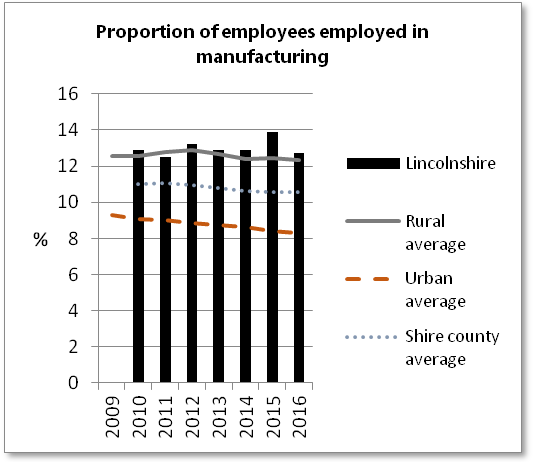 Proportion of employees employed in
manufacturing
16
14
12
10
8
6
4
2
0
%
2009
2010
2011
2012
2013
2014
2015
2016
Lincolnshire
Rural
average
Urban
average
Shire county
average